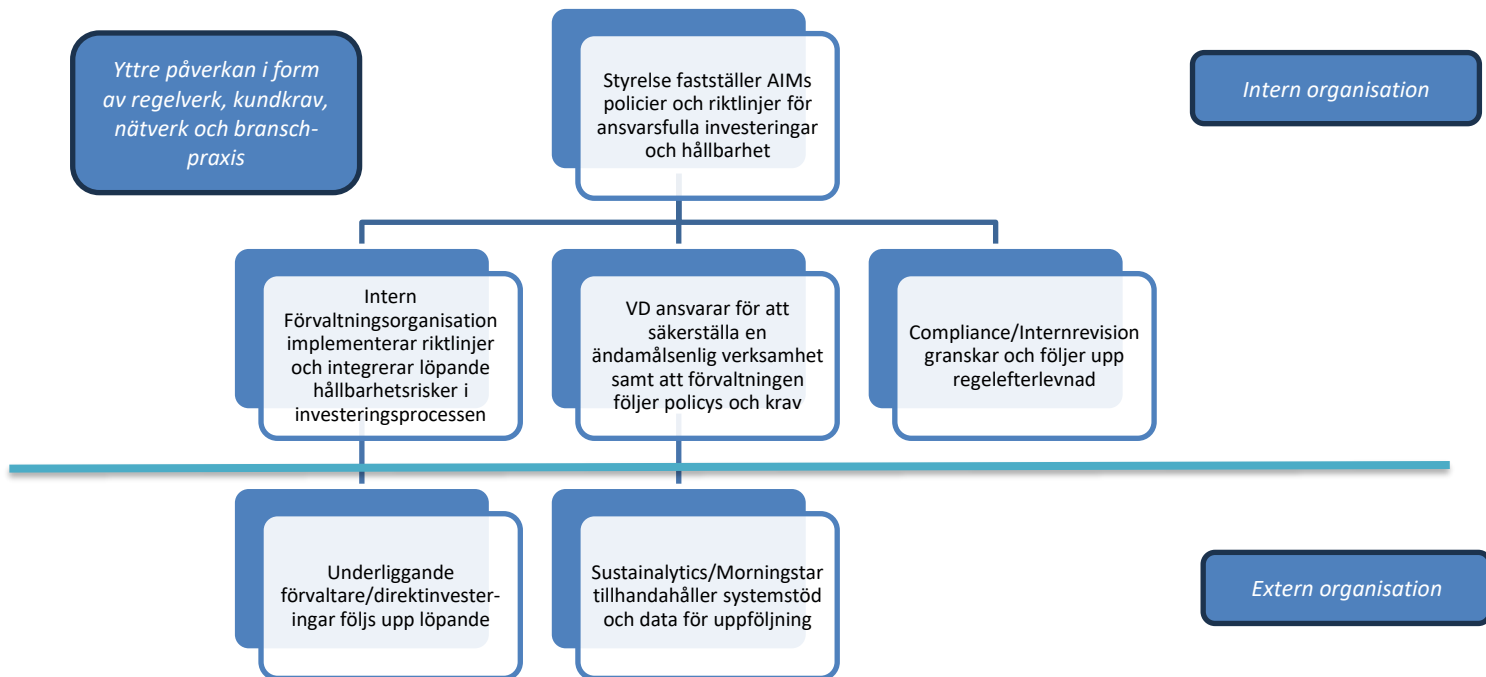 Yttre påverkan i form
av regelverk, kundkrav,
nätverk och bransch-
praxis
Styrelse fastställer AIMs
policier och riktlinjer för
ansvarsfulla investeringar
och hållbarhet
Intern organisation
Intern
Förvaltningsorganisation
implementerar riktlinjer
och integrerar löpande
hållbarhetsrisker i
investeringsprocessen
VD ansvarar för att
säkerställa en
ändamålsenlig verksamhet
samt att förvaltningen
följer policys och krav
Compliance/Internrevision
granskar och följer upp
regelefterlevnad
Underliggande
förvaltare/direktinvester-
ingar följs upp löpande
Sustainalytics/Morningstar
tillhandahåller systemstöd
och data för uppföljning
Extern organisation